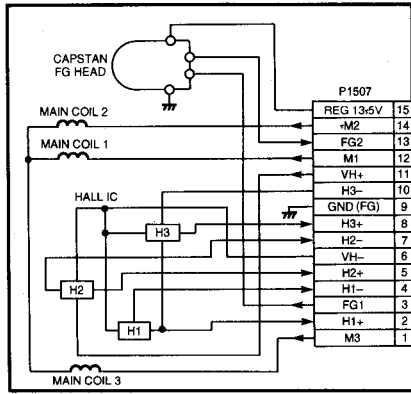 CAPSTAN
FG HEAD
P1507
REG 13.5V 15
M2 14
FG2 13
M1 12
VH+ 11
H3- 10
GND (FG) 9
H3+ 8
H2- 7
VH- 6
H2+ 5
H1- 4
FG1 3
H1+ 2
M3 1
MAIN COIL 2
MAIN COIL 1
HALL IC
H3
H2
H1
MAIN COIL 3